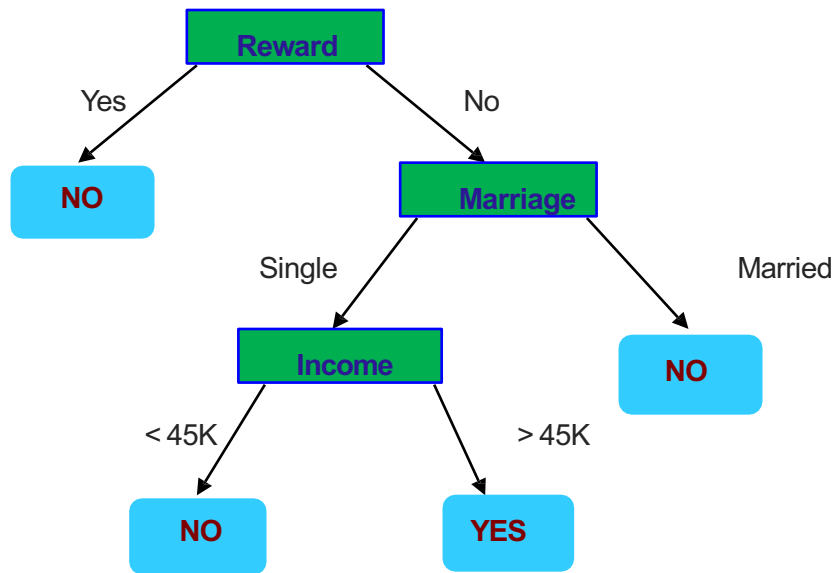 Reward
Yes
No
NO
Marriage
Single
Married
Income
NO
< 45K
> 45K
NO
YES